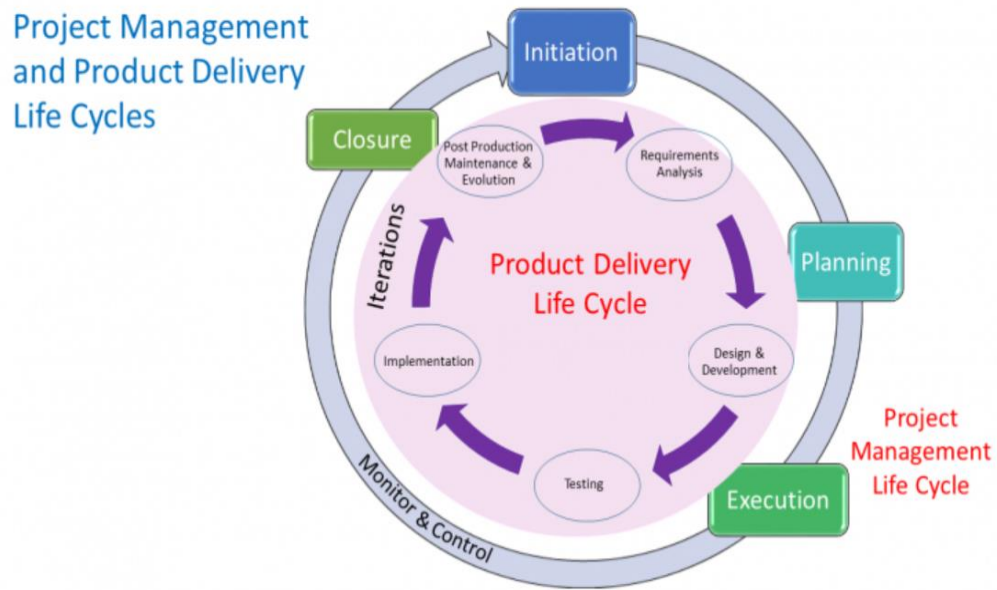 Project Management
and Product Delivery
Life Cycles
Initiation
Closure
Post Production
Maintenance &
Evolution
Requirements
Analysis
Iterations
Product Delivery
Life Cycle
Planning
Implementation
Design &
Development
Project
Management
Life Cycle
Monitor & Control
Testing
Execution